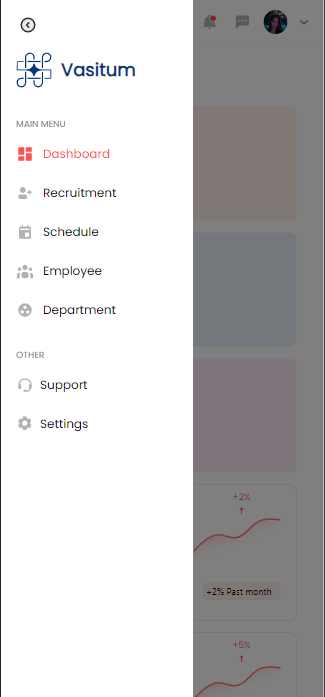 Vasitum
MAIN MENU
Dashboard
Recruitment
Schedule
Employee
Department
OTHER
Support
Settings
+2%
↑
+2% Past month
+5%
↑